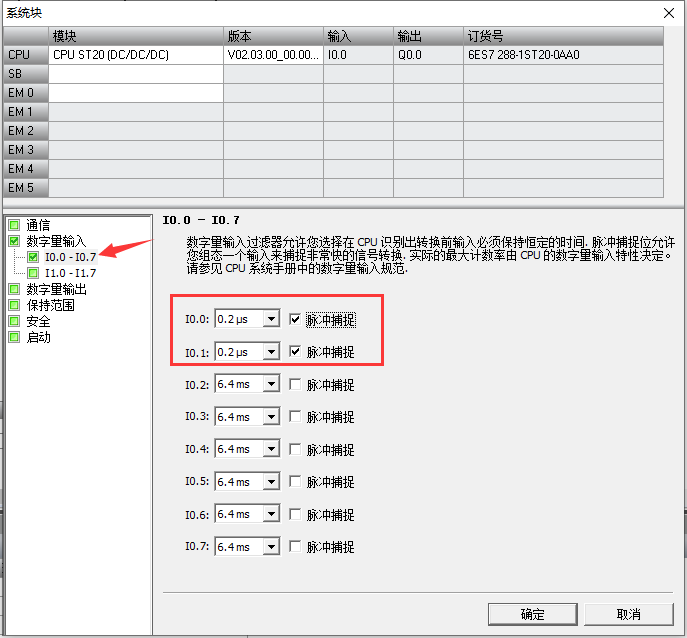 系统块
模块 版本 输入 输出 订货号
CPU CPU ST20 (DC/DC/DC) V02.03.00_00.00... I0.0 Q0.0 6ES7 288-1ST20-0AA0
SB
EM 0
EM 1
EM 2
EM 3
EM 4
EM 5
通信
数字量输入
I0.0 - I0.7
I1.0 - I1.7
数字量输出
保持范围
安全
启动
I0.0 - I0.7
数字量输入过滤器允许您选择在 CPU 识别出转换前输入必须保持恒定的时间. 脉冲捕捉位允许
您组态一个输入来捕捉非常快的信号转换. 实际的最大计数率由 CPU 的数字量输入特性决定。
请参见 CPU 系统手册中的数字量输入规范.
I0.0: 0.2 µs 脉冲捕捉
I0.1: 0.2 µs 脉冲捕捉
I0.2: 6.4 ms 脉冲捕捉
I0.3: 6.4 ms 脉冲捕捉
I0.4: 6.4 ms 脉冲捕捉
I0.5: 6.4 ms 脉冲捕捉
I0.6: 6.4 ms 脉冲捕捉
I0.7: 6.4 ms 脉冲捕捉
确定 取消